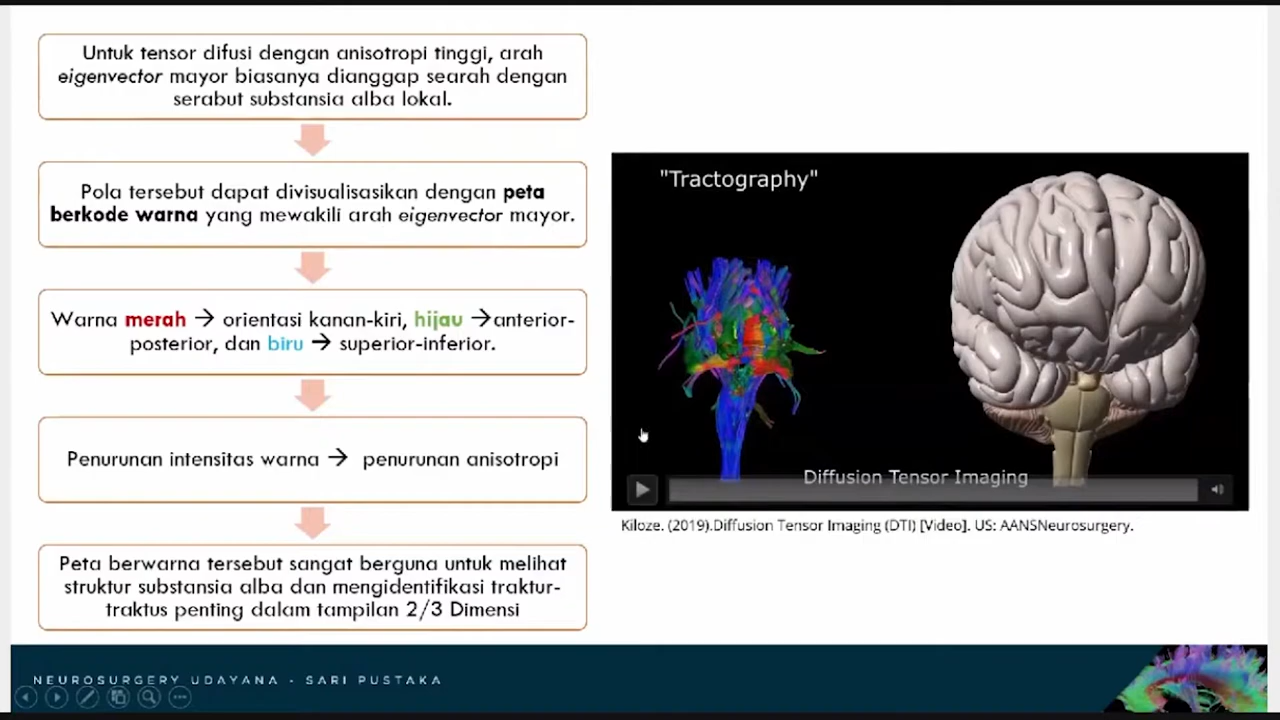 Untuk tensor difusi dengan anisotropi tinggi, arah
eigenvector mayor biasanya dianggap searah dengan
serabut substansia alba lokal.
Pola tersebut dapat divisualisasikan dengan peta
berkode warna yang mewakili arah eigenvector mayor.
Warna merah → orientasi kanan-kiri, hijau →anterior-
posterior, dan biru → superior-inferior.
Penurunan intensitas warna → penurunan anisotropi
Peta berwarna tersebut sangat berguna untuk melihat
struktur substansia alba dan mengidentifikasi traktur-
traktus penting dalam tampilan 2/3 Dimensi
"Tractography"
Diffusion Tensor Imaging
Kiloze. (2019).Diffusion Tensor Imaging (DTI) [Video]. US: AANSNeurosurgery.
NEUROSURGERY UDAYANA - SARI PUSTAKA